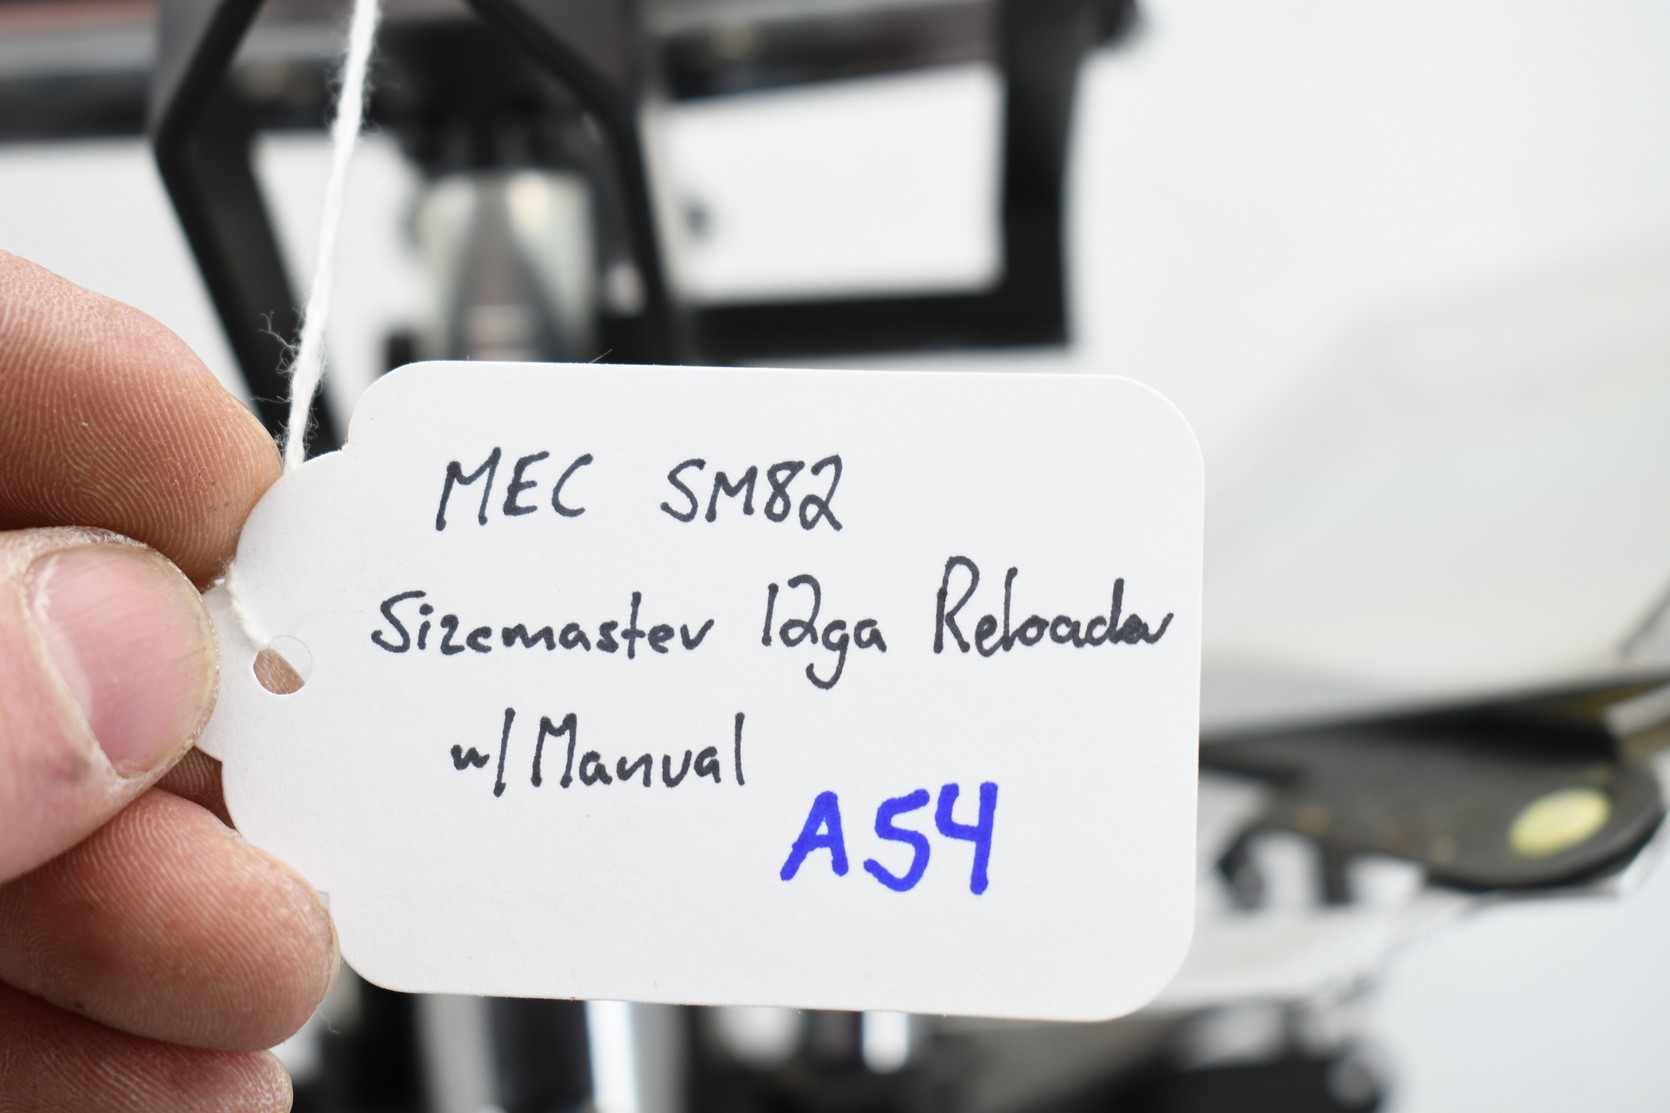 MEC SM82
Sizemaster 12ga Reloader
w/ Manual
A54